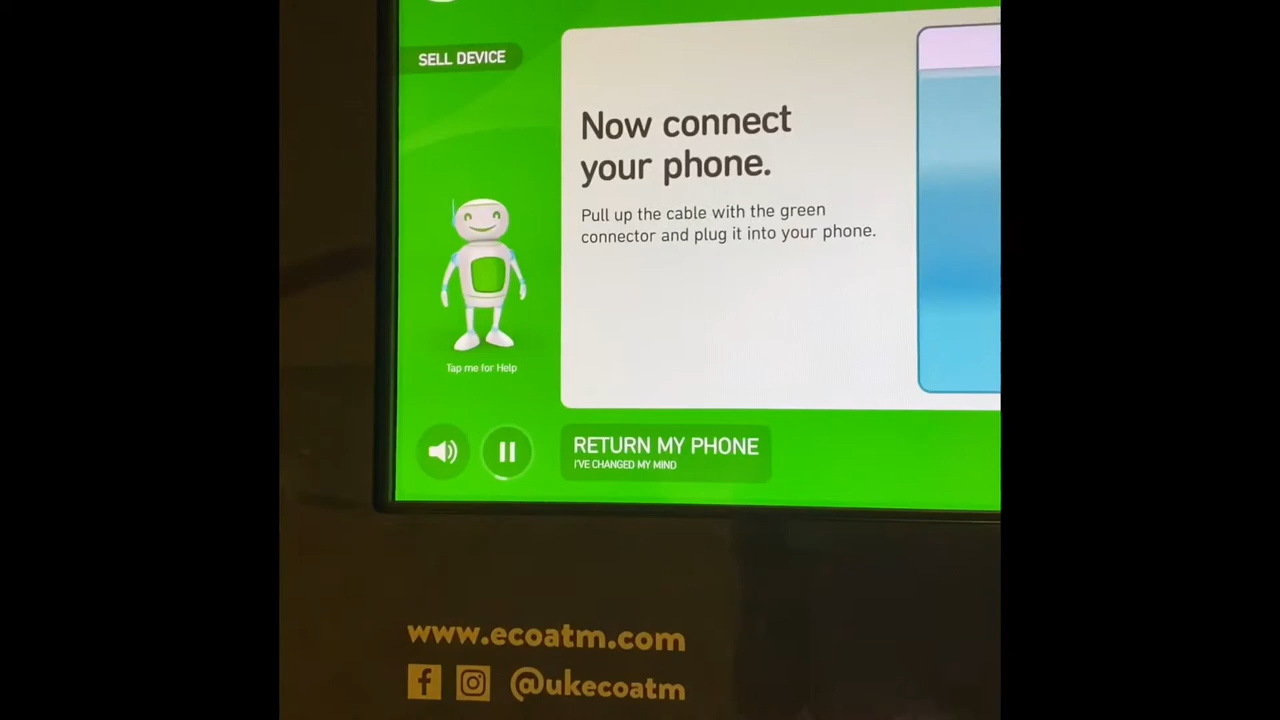 SELL DEVICE
Now connect
your phone.
Pull up the cable with the green
connector and plug it into your phone.
Tap me for Help
RETURN MY PHONE
I'VE CHANGED MY MIND
www.ecoatm.com
@ukecoatm